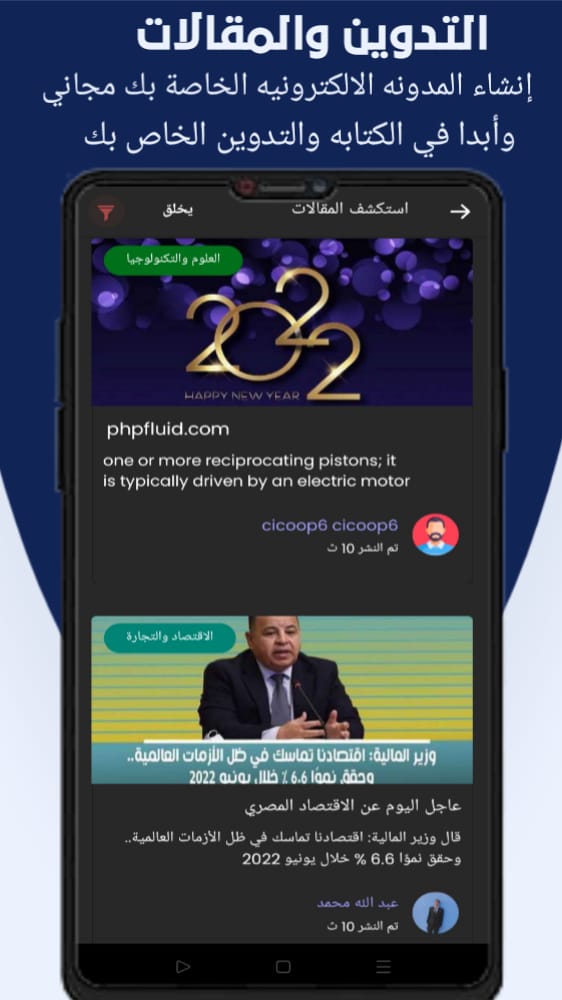 التدوين والمقالات
إنشاء المدونه الالكترونيه الخاصة بك مجاني
وأبدا في الكتابه والتدوين الخاص بك
استكشف المقالات
يخلق
العلوم والتكنولوجيا
2022
HAPPY NEW YEAR
phpfluid.com
one or more reciprocating pistons; it
is typically driven by an electric motor
cicoop6 cicoop6
تم النشر 10 ث
الاقتصاد والتجارة
وزير المالية: اقتصادنا تماسك في ظل الأزمات العالمية..
وحقق نموًا 6.6 % خلال يونيو 2022
عاجل اليوم عن الاقتصاد المصري
قال وزير المالية: اقتصادنا تماسك في ظل الأزمات العالمية..
وحقق نموًا 6.6 % خلال يونيو 2022
عبد الله محمد
تم النشر 10 ث